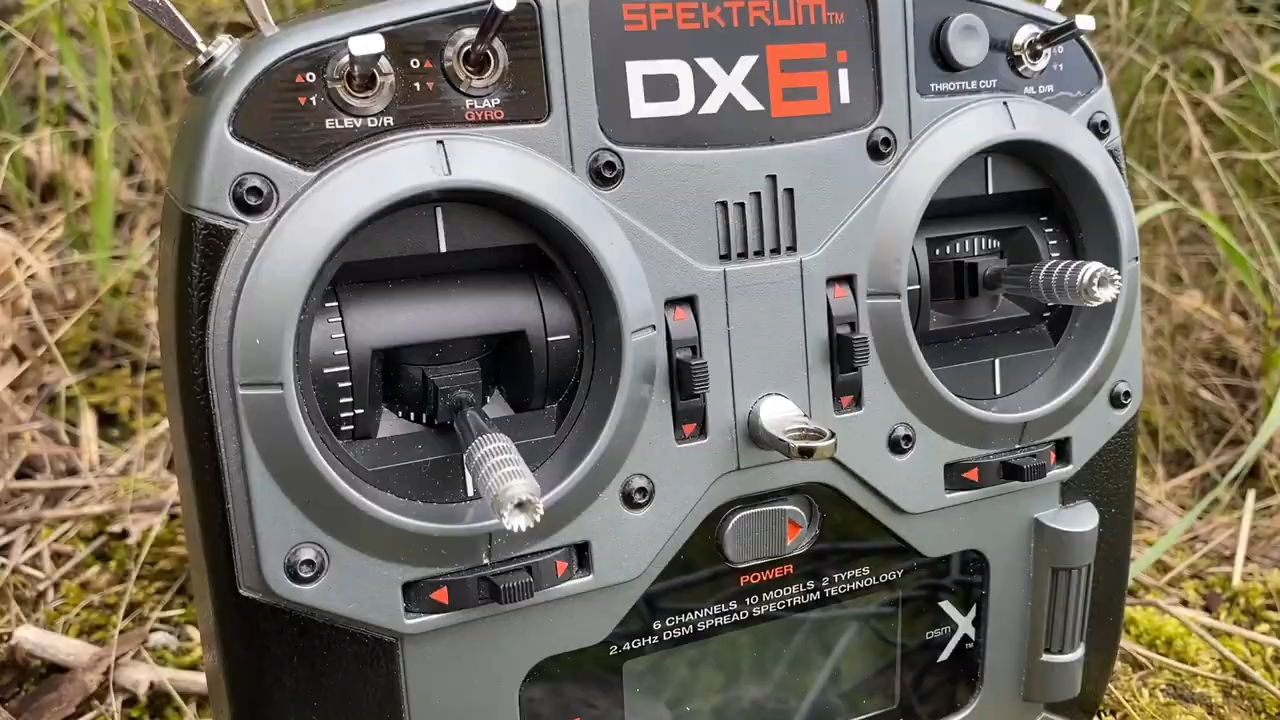 SPEKTRUM™
DX6i
0
1
ELEV D/R
0
1
FLAP
GYRO
THROTTLE CUT
0
1
AIL D/R
POWER
6 CHANNELS 10 MODELS 2 TYPES
2.4GHz DSM SPREAD SPECTRUM TECHNOLOGY
DSM X™